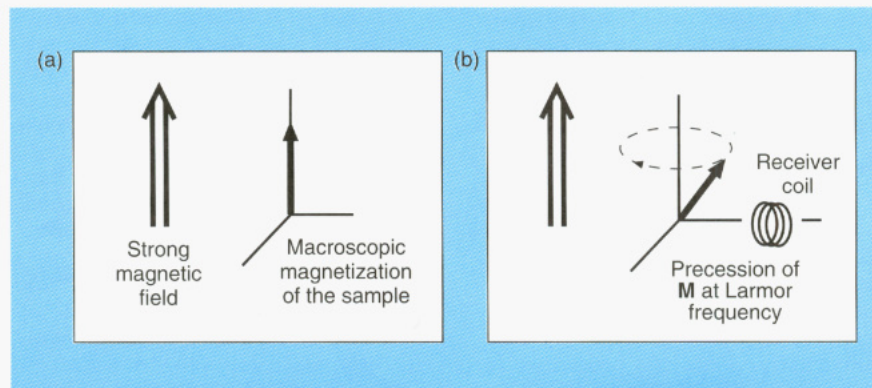 (a)
Strong
magnetic
field
Macroscopic
magnetization
of the sample
(b)
Receiver
coil
Precession of
M at Larmor
frequency